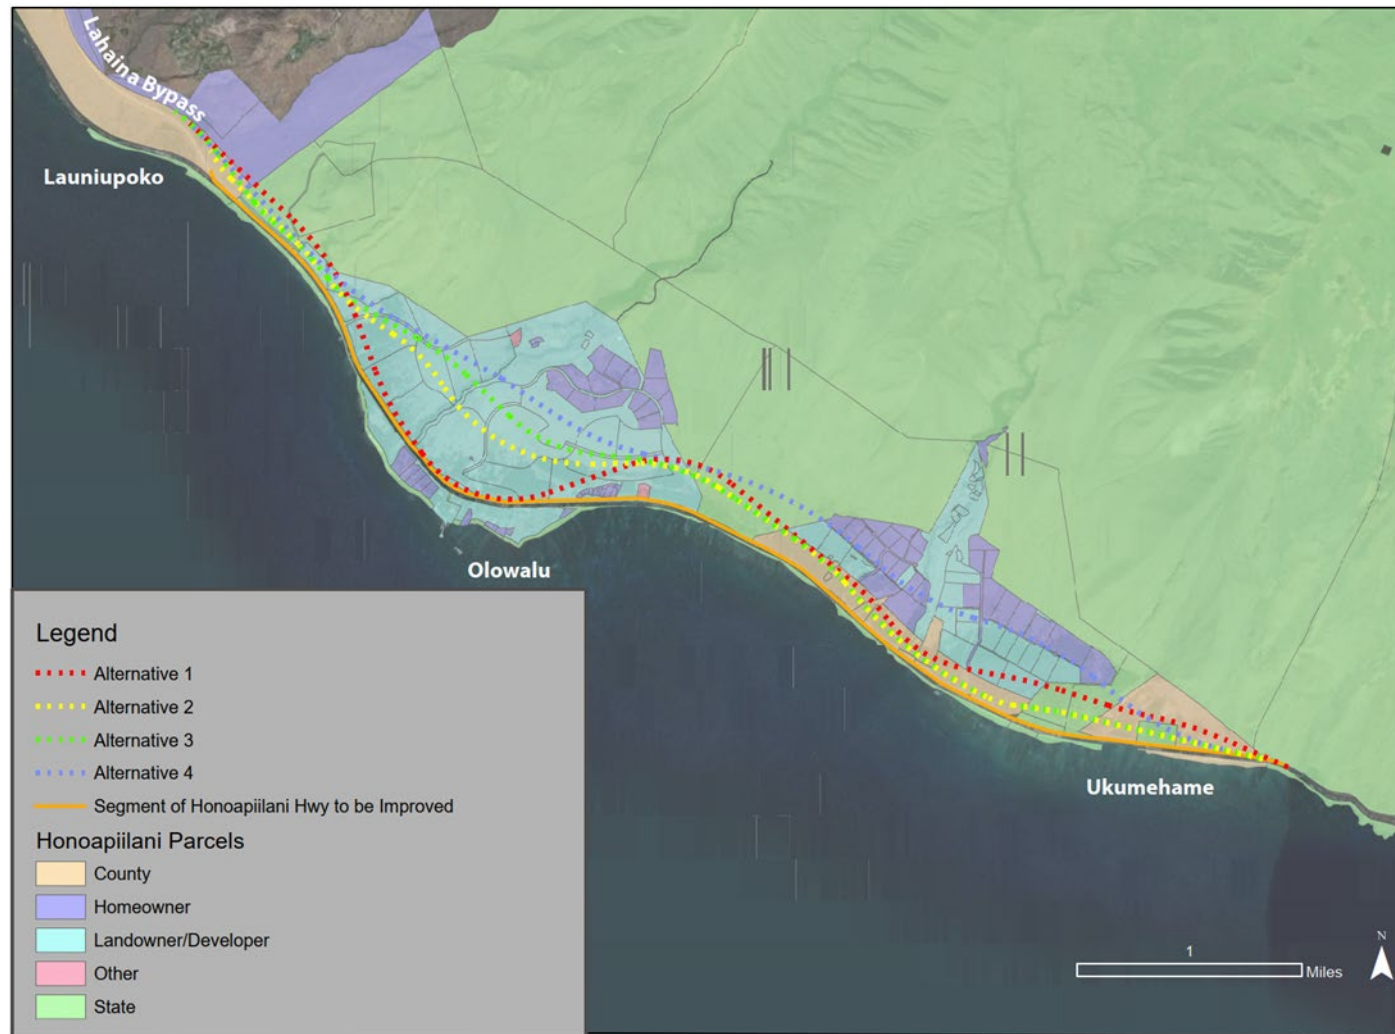 Lahaina Bypass
Launiupoko
Olowalu
Ukumehame
Legend
Alternative 1
Alternative 2
Alternative 3
Alternative 4
Segment of Honoapiilani Hwy to be Improved
Honoapiilani Parcels
County
Homeowner
Landowner/Developer
Other
State
1
Miles
N